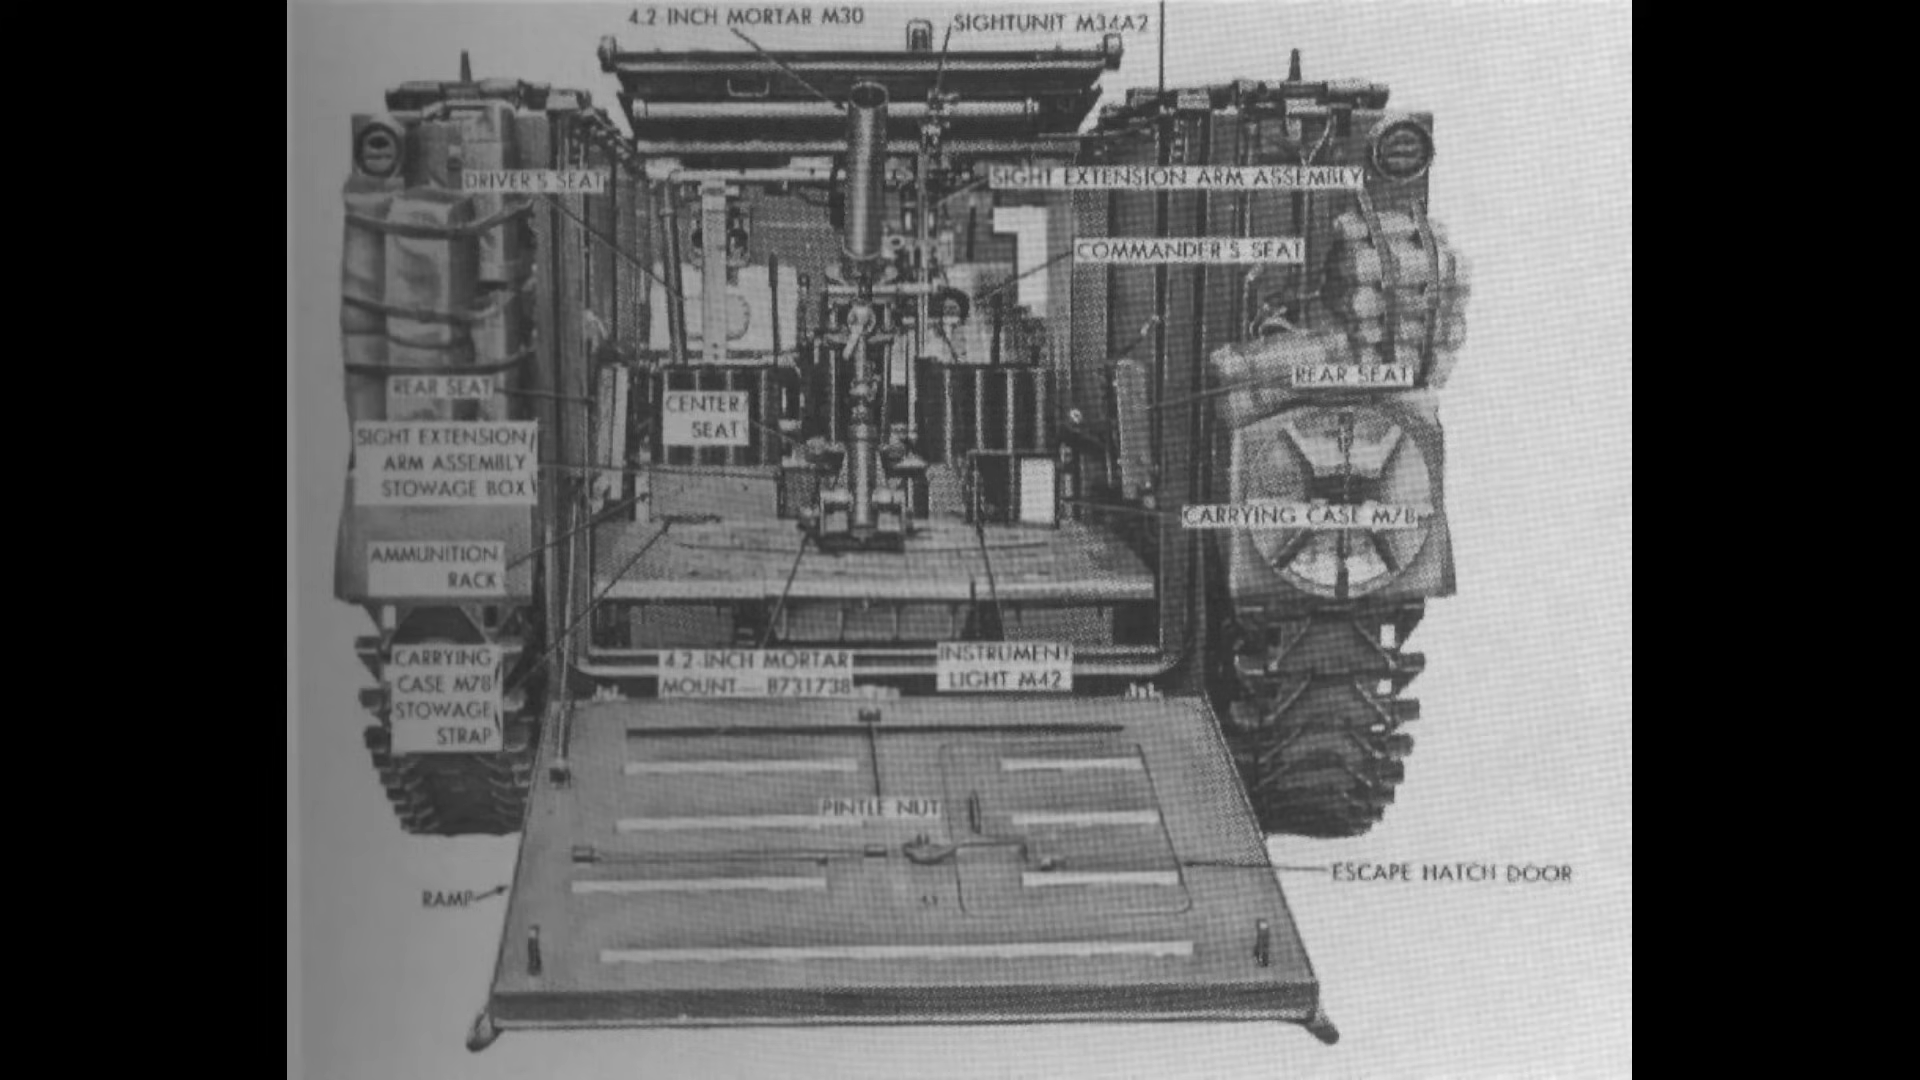 4.2 INCH MORTAR M30
SIGHTUNIT M34A2
DRIVER'S SEAT
SIGHT EXTENSION ARM ASSEMBLY
COMMANDER'S SEAT
REAR SEAT
REAR SEAT
CENTER
SEAT
SIGHT EXTENSION
ARM ASSEMBLY
STOWAGE BOX
CARRYING CASE M78
AMMUNITION
RACK
CARRYING
CASE M78
STOWAGE
STRAP
4.2-INCH MORTAR
MOUNT—8731738
INSTRUMENT
LIGHT M42
PINTLE NUT
ESCAPE HATCH DOOR
RAMP